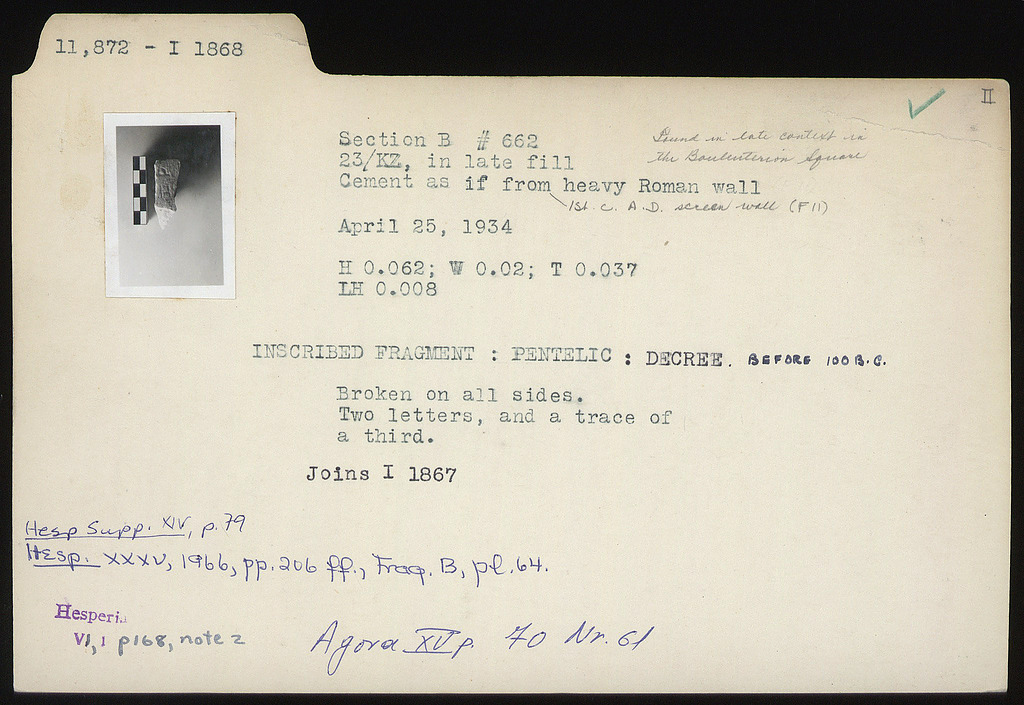 11,872 - I 1868
II
Section B # 662
23/KZ, in late fill
Cement as if from heavy Roman wall
Found in late context in
the Bouleuterion Square
1st c. A.D. screen wall (F 11)
April 25, 1934
H 0.062; W 0.02; T 0.037
LH 0.008
INSCRIBED FRAGMENT : PENTELIC : DECREE. BEFORE 100 B.C.
Broken on all sides.
Two letters, and a trace of
a third.
Joins I 1867
Hesp Supp. XIV, p. 79
Hesp. XXXV, 1966, pp. 206 ff., Frag. B, pl. 64.
Hesperia
VI, 1 p168, note 2
Agora XV p. 70 Nr. 61